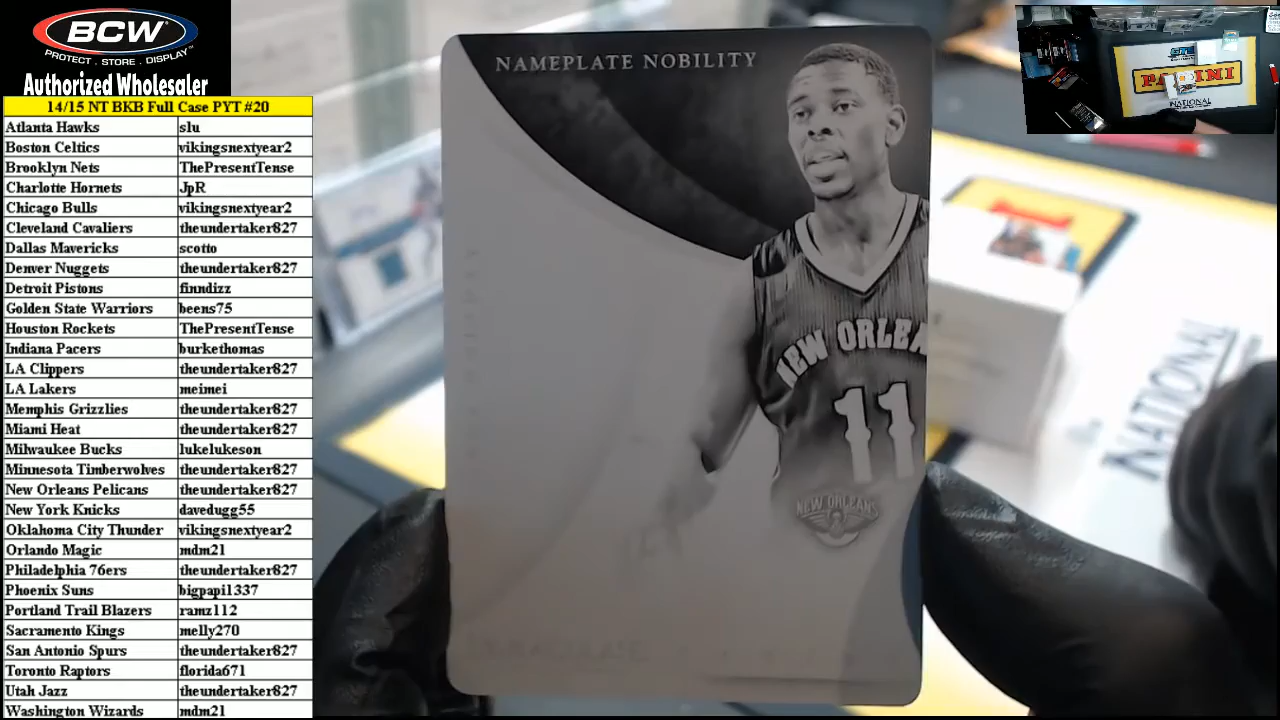 BCW
PROTECT. STORE. DISPLAY.
Authorized Wholesaler
14/15 NT BKB Full Case PYT #20
Atlanta Hawks slu
Boston Celtics vikingsnextyear2
Brooklyn Nets ThePresentTense
Charlotte Hornets JpR
Chicago Bulls vikingsnextyear2
Cleveland Cavaliers theundertaker827
Dallas Mavericks scotto
Denver Nuggets theundertaker827
Detroit Pistons finndizz
Golden State Warriors beens75
Houston Rockets ThePresentTense
Indiana Pacers burkethomas
LA Clippers theundertaker827
LA Lakers meimei
Memphis Grizzlies theundertaker827
Miami Heat theundertaker827
Milwaukee Bucks lukelukeson
Minnesota Timberwolves theundertaker827
New Orleans Pelicans theundertaker827
New York Knicks davedugg55
Oklahoma City Thunder vikingsnextyear2
Orlando Magic mdm21
Philadelphia 76ers theundertaker827
Phoenix Suns bigpapi1337
Portland Trail Blazers ramz112
Sacramento Kings melly270
San Antonio Spurs theundertaker827
Toronto Raptors florida671
Utah Jazz theundertaker827
Washington Wizards mdm21
NAMEPLATE NOBILITY
NEW ORLEA
11
NEW ORLEANS
PANINI
NATIONAL
NATIONAL